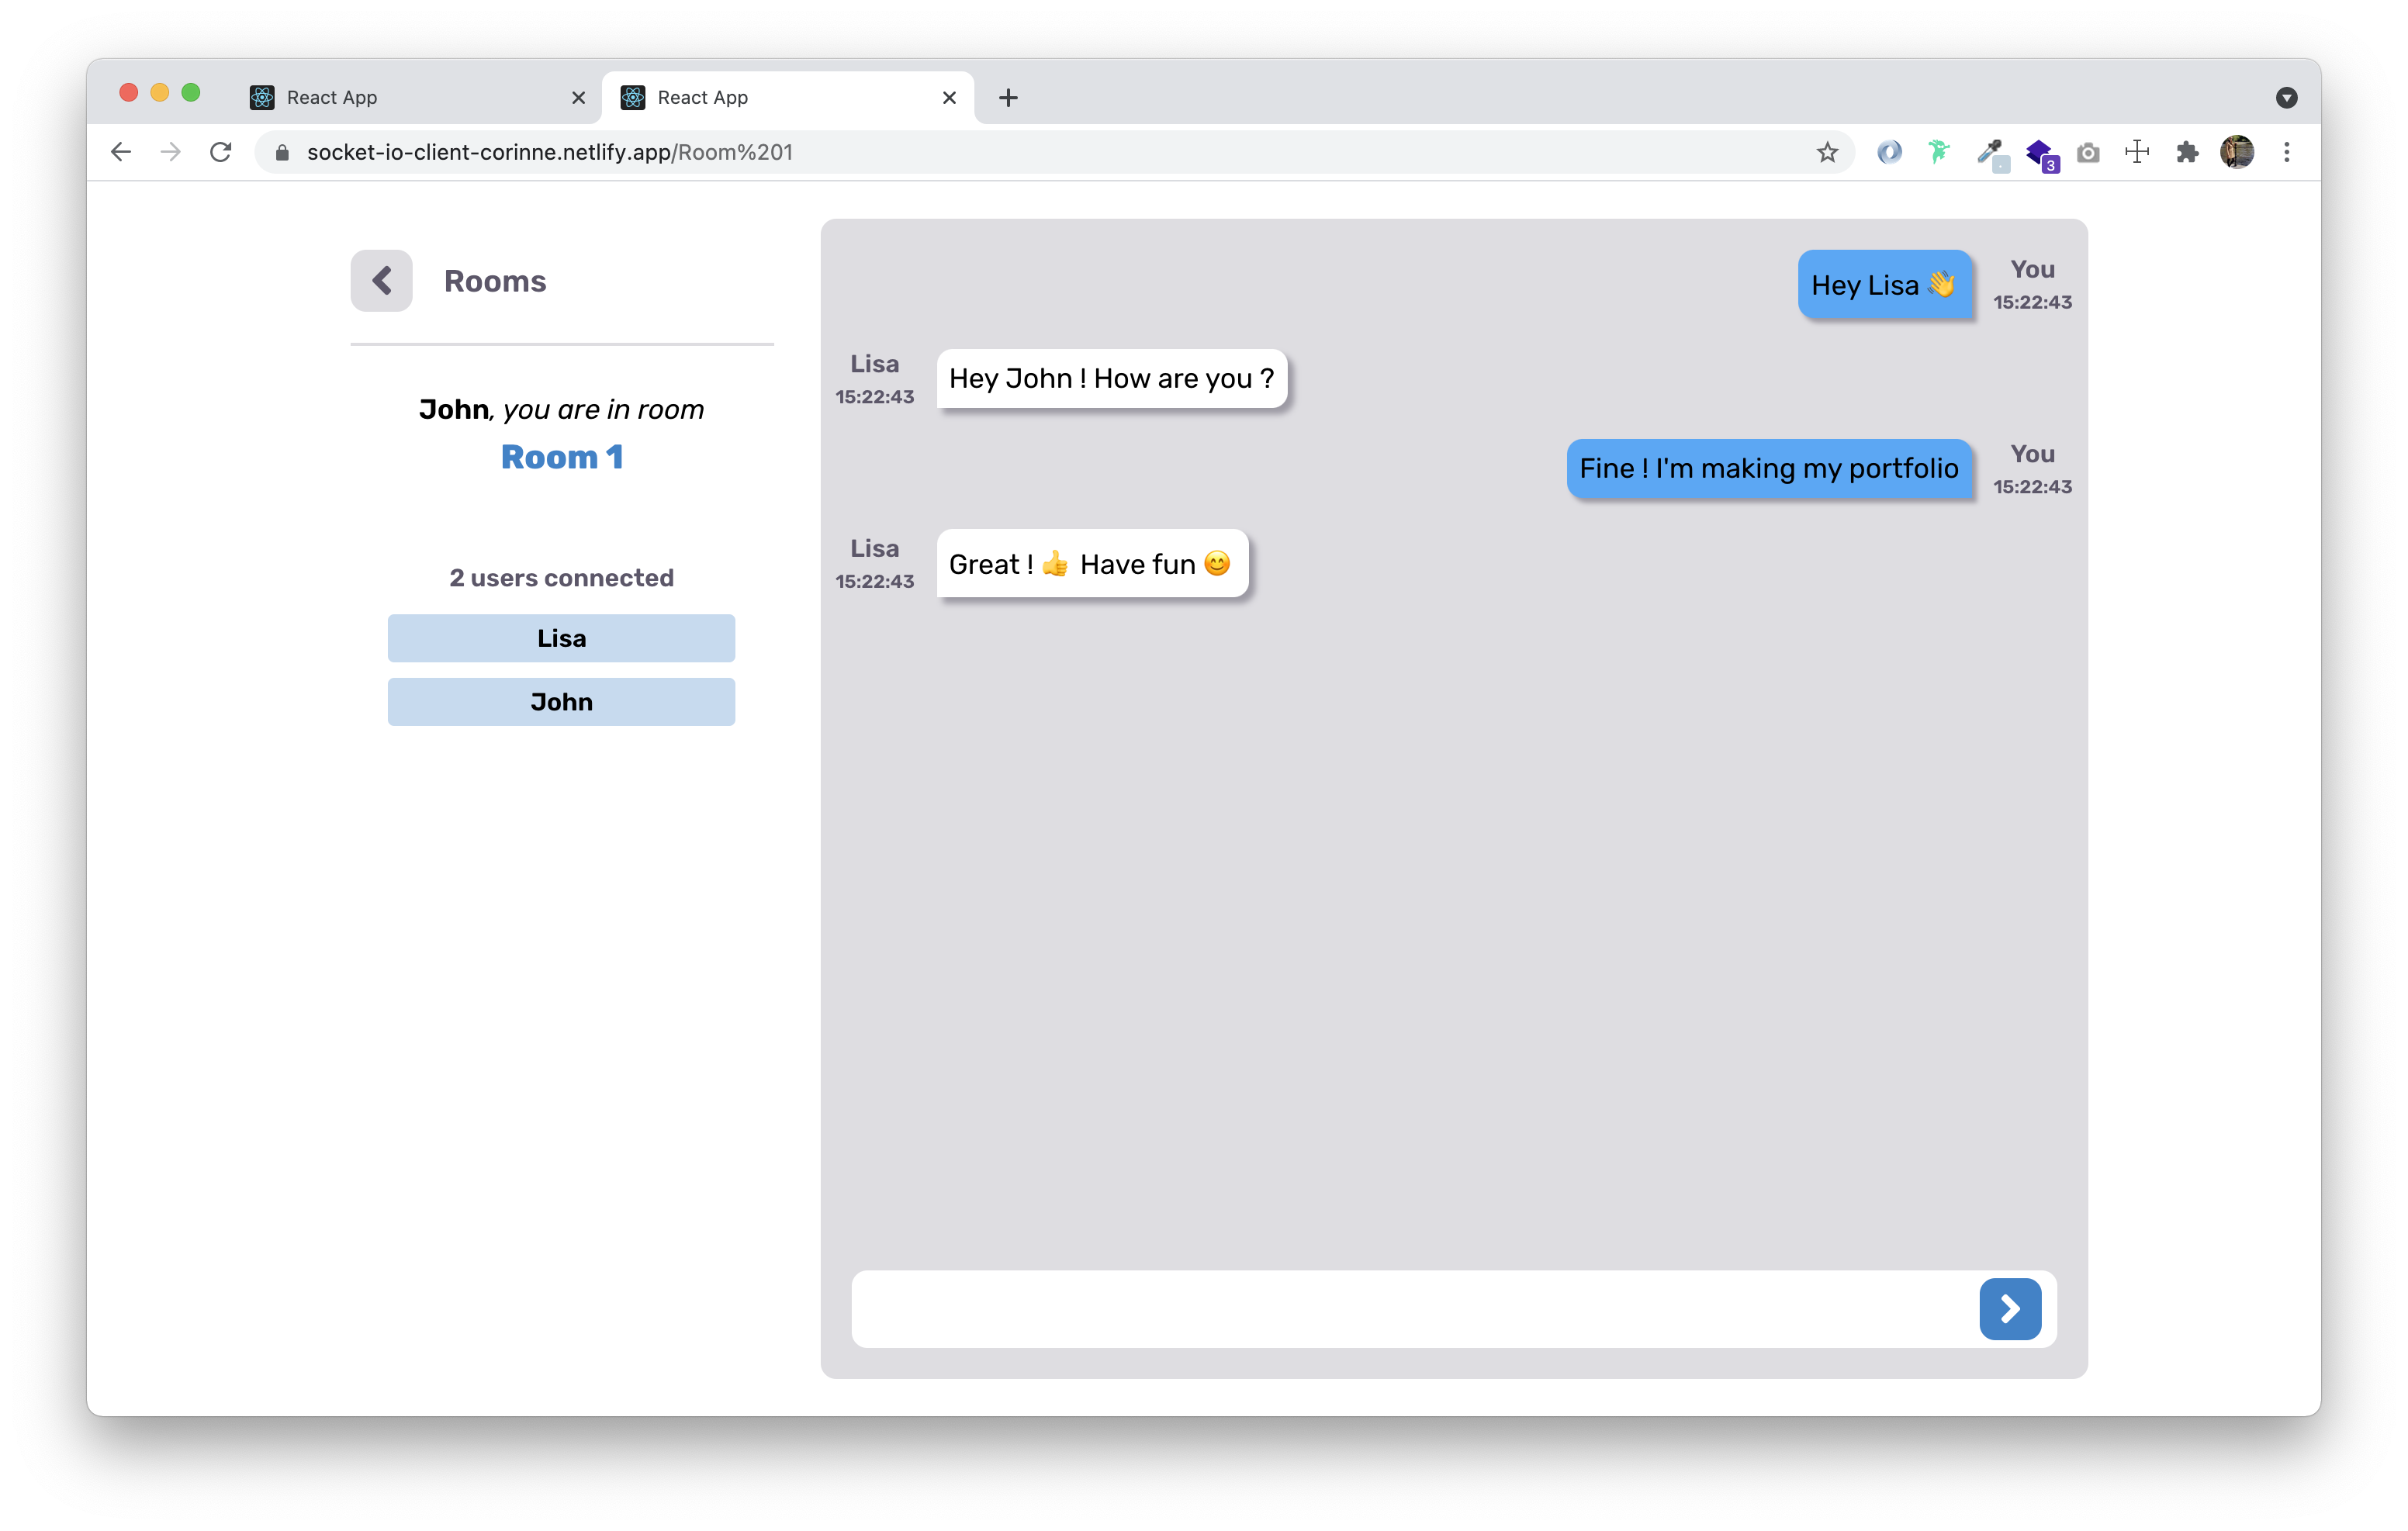 React App
React App
socket-io-client-corinne.netlify.app/Room%201
3
Rooms
John, you are in room
Room 1
2 users connected
Lisa
John
Hey Lisa 👋
You
15:22:43
Lisa
15:22:43
Hey John ! How are you ?
Fine ! I'm making my portfolio
You
15:22:43
Lisa
15:22:43
Great ! 👍 Have fun 😊